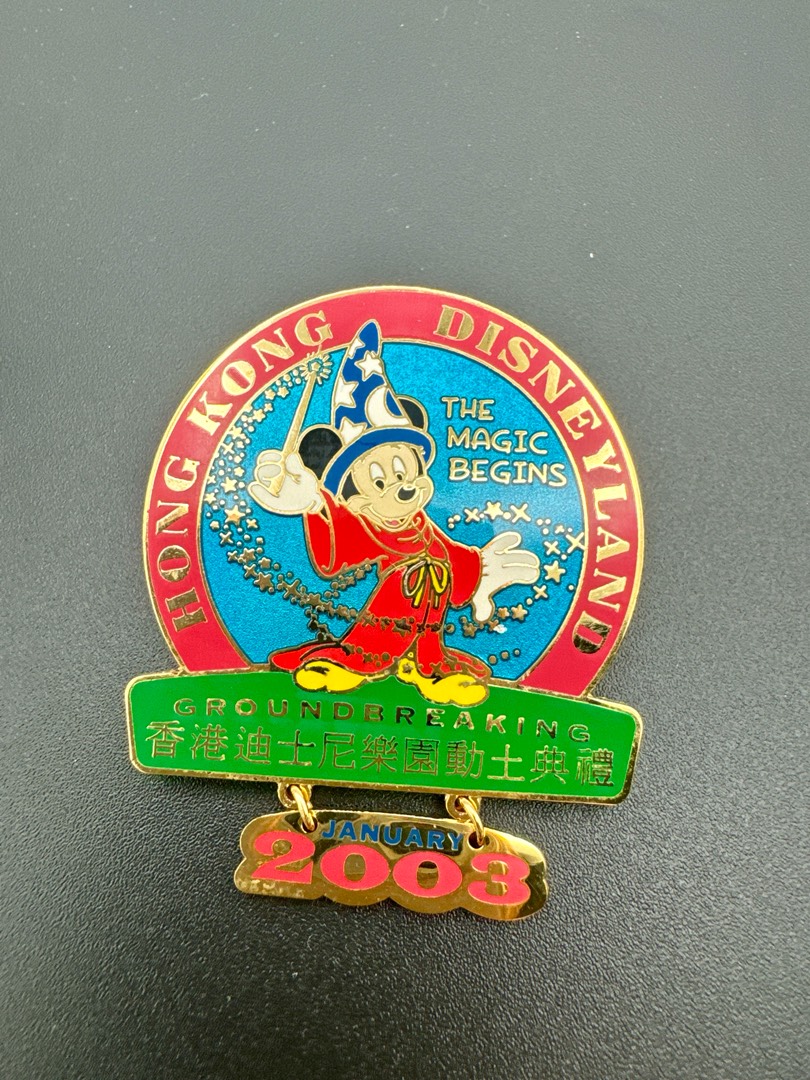 HONG KONG DISNEYLAND
THE
MAGIC
BEGINS
GROUNDBREAKING
香港迪士尼樂園動土典禮
JANUARY
2003